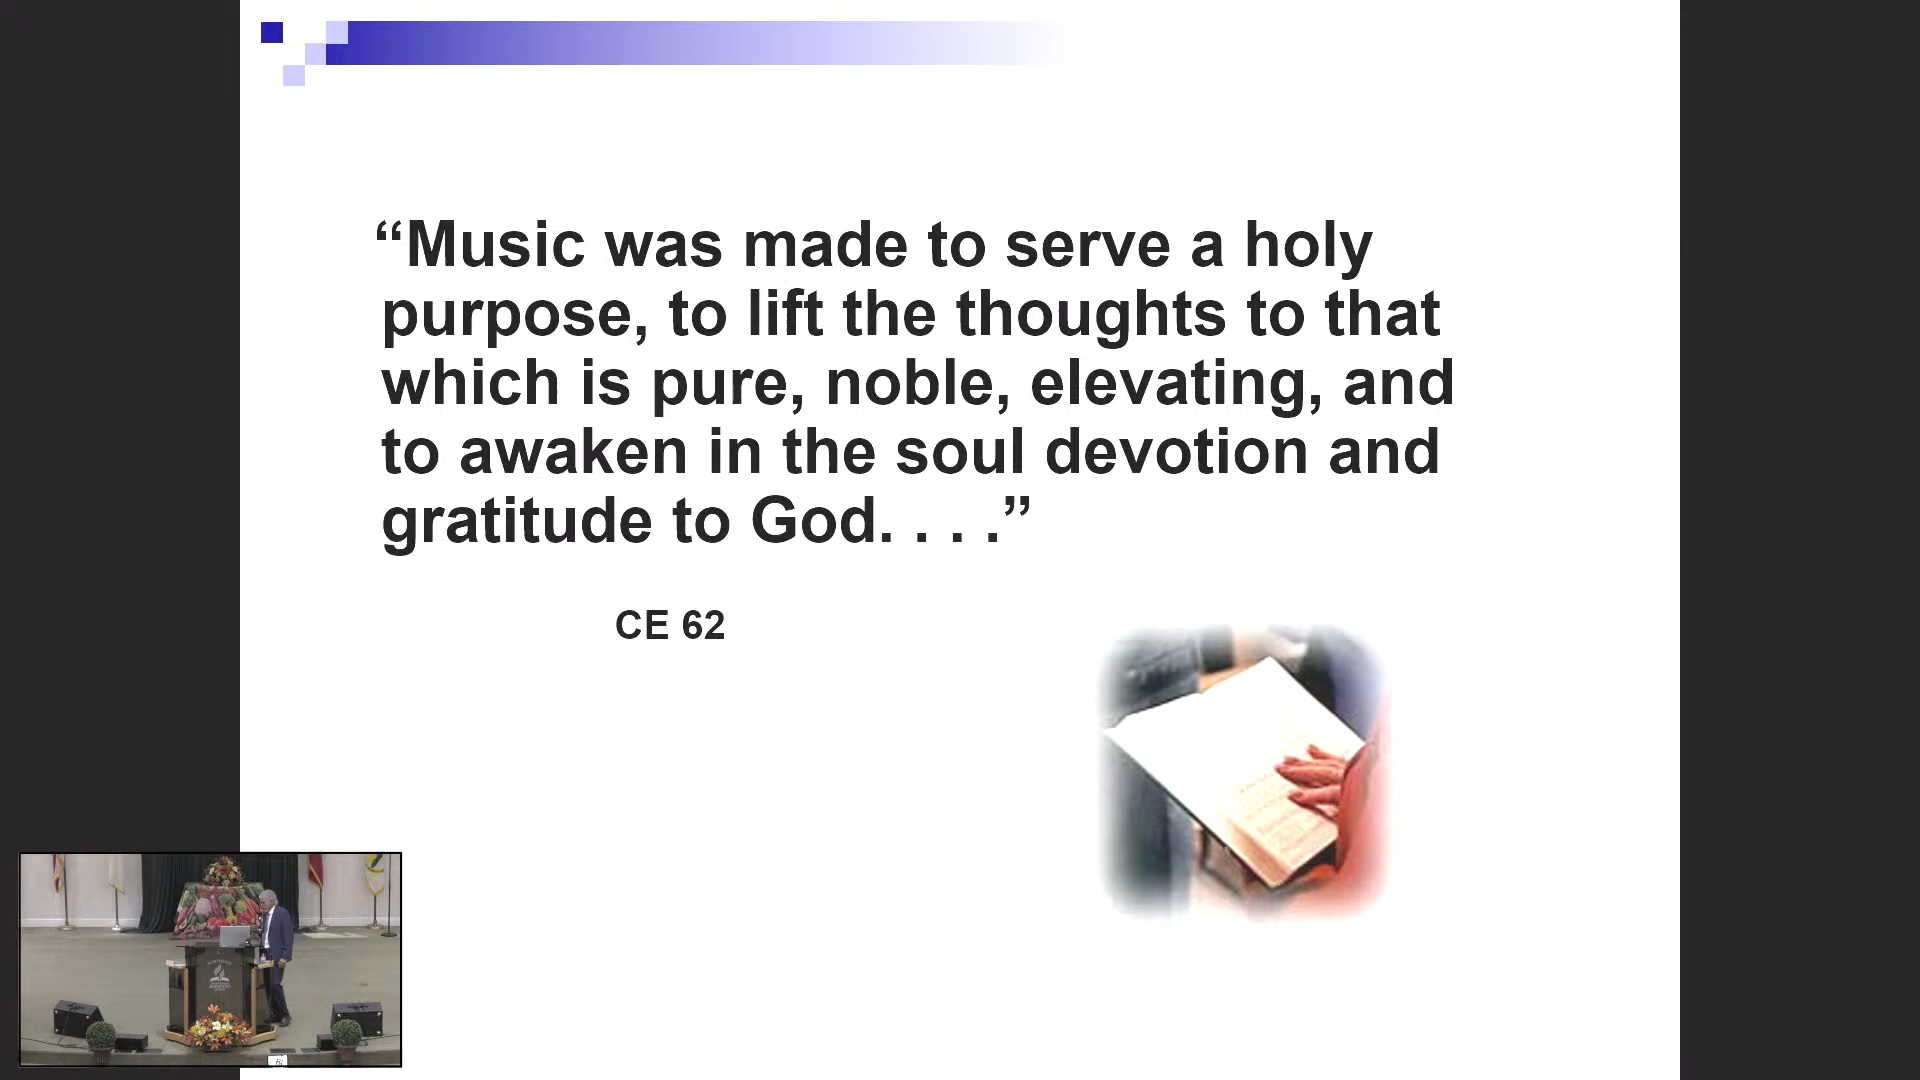 “Music was made to serve a holy
purpose, to lift the thoughts to that
which is pure, noble, elevating, and
to awaken in the soul devotion and
gratitude to God. . . .”
CE 62